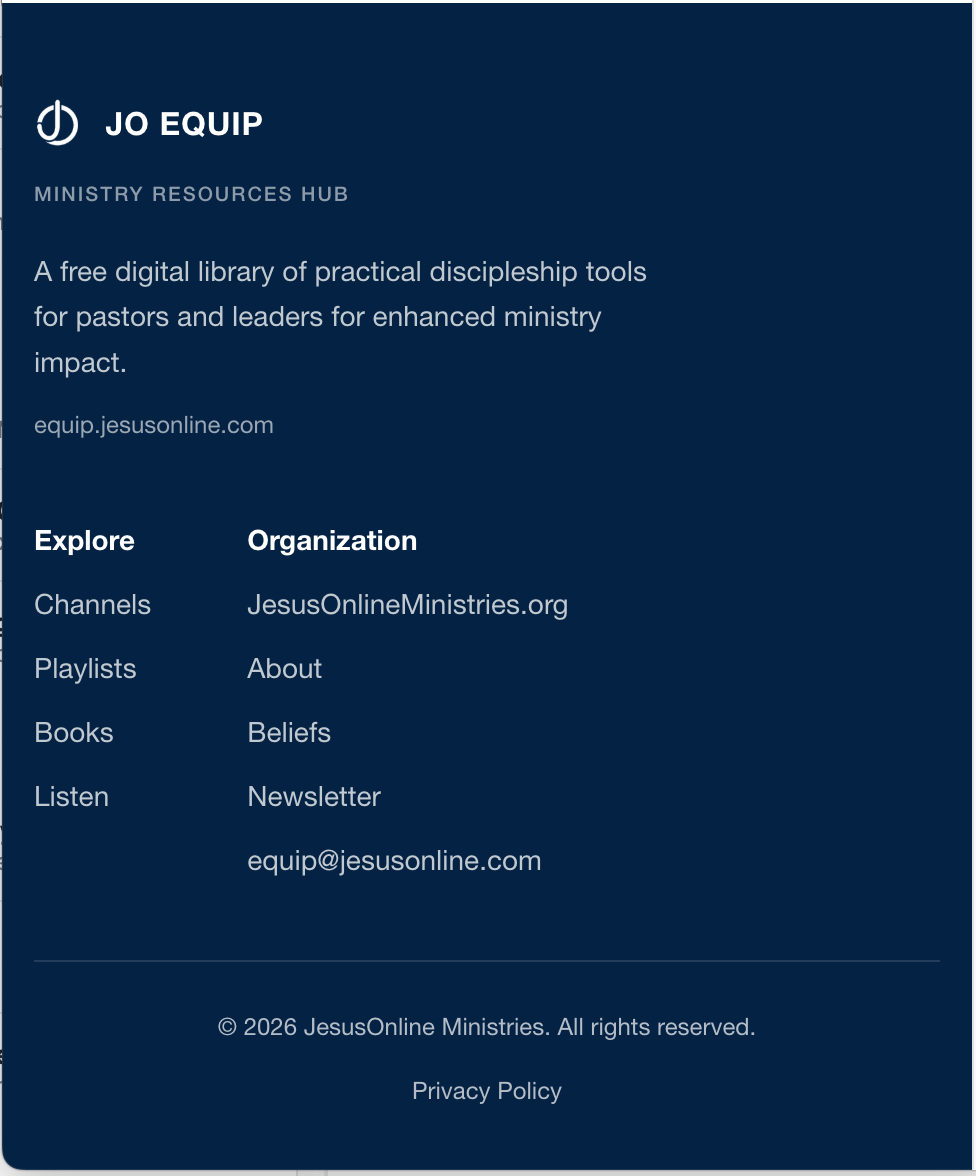 JO EQUIP
MINISTRY RESOURCES HUB
A free digital library of practical discipleship tools
for pastors and leaders for enhanced ministry
impact.
equip.jesusonline.com
Explore
Channels
Playlists
Books
Listen
Organization
JesusOnlineMinistries.org
About
Beliefs
Newsletter
equip@jesusonline.com
© 2026 JesusOnline Ministries. All rights reserved.
Privacy Policy